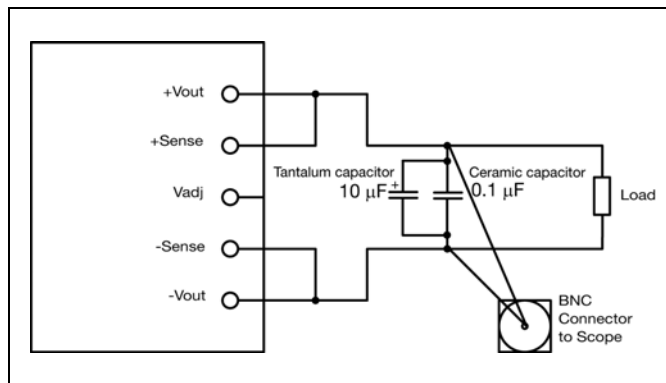 +Vout
+Sense
Vadj
-Sense
-Vout
Tantalum capacitor
10 µF
+
Ceramic capacitor
0.1 µF
Load
BNC
Connector
to Scope